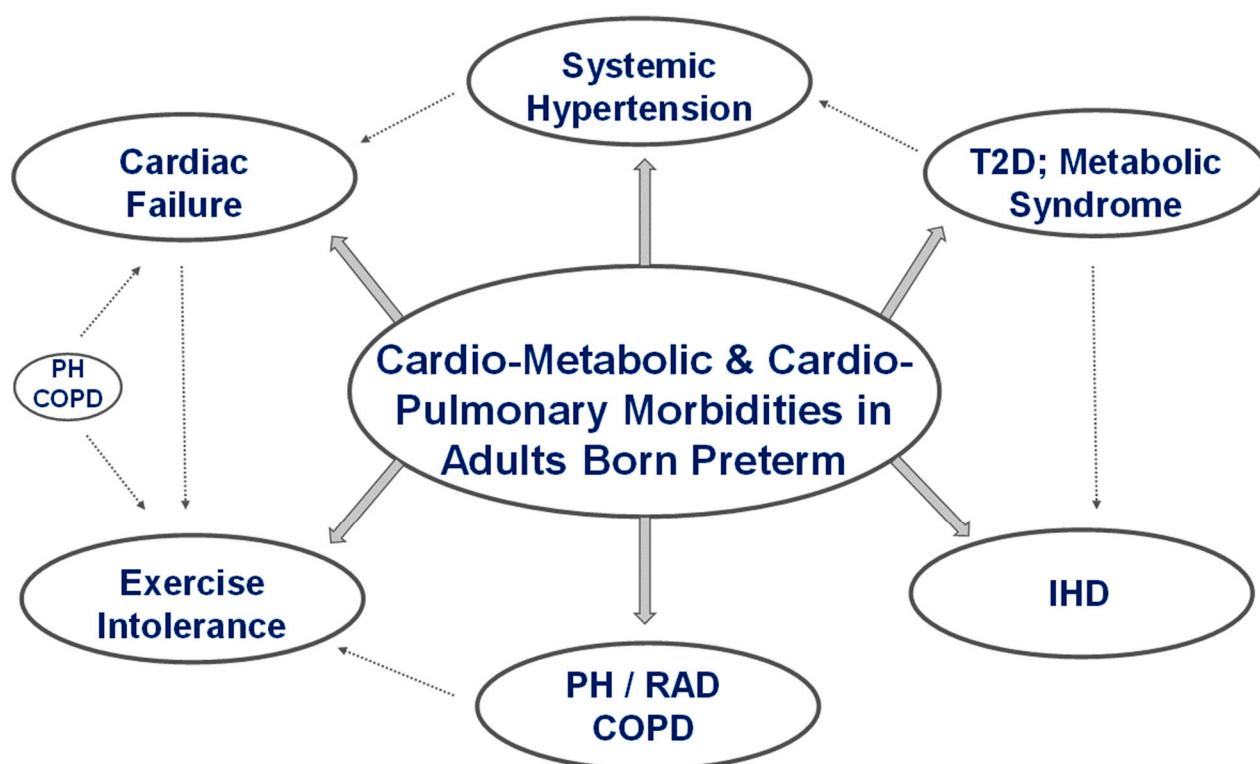 Systemic
Hypertension
Cardiac
Failure
T2D; Metabolic
Syndrome
PH
COPD
Cardio-Metabolic & Cardio-
Pulmonary Morbidities in
Adults Born Preterm
Exercise
Intolerance
IHD
PH / RAD
COPD